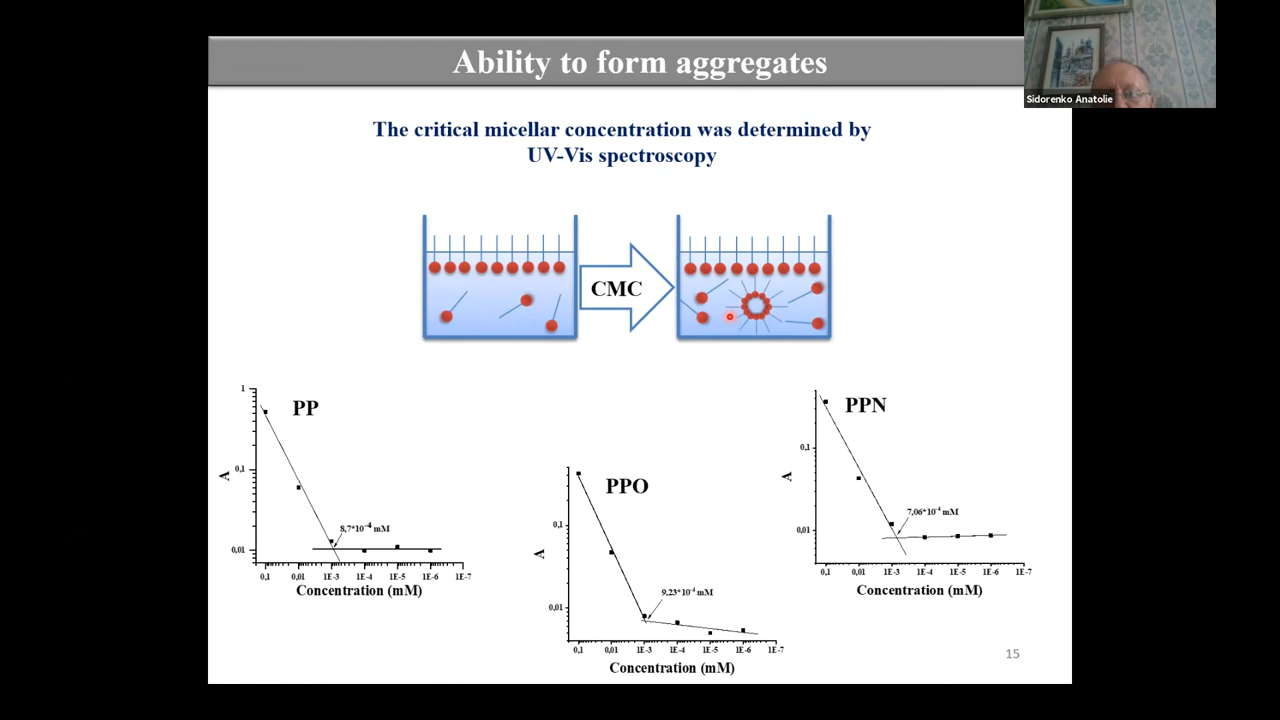 Ability to form aggregates
Sidorenko Anatolie
The critical micellar concentration was determined by
UV-Vis spectroscopy
CMC
PP
1
0,1
0,01
A
8,7*10⁻⁴ mM
0,1 0,01 1E-3 1E-4 1E-5 1E-6 1E-7
Concentration (mM)
PPO
0,1
0,01
A
9,23*10⁻⁴ mM
0,1 0,01 1E-3 1E-4 1E-5 1E-6 1E-7
Concentration (mM)
PPN
0,1
0,01
A
7,06*10⁻⁴ mM
0,1 0,01 1E-3 1E-4 1E-5 1E-6 1E-7
Concentration (mM)
15